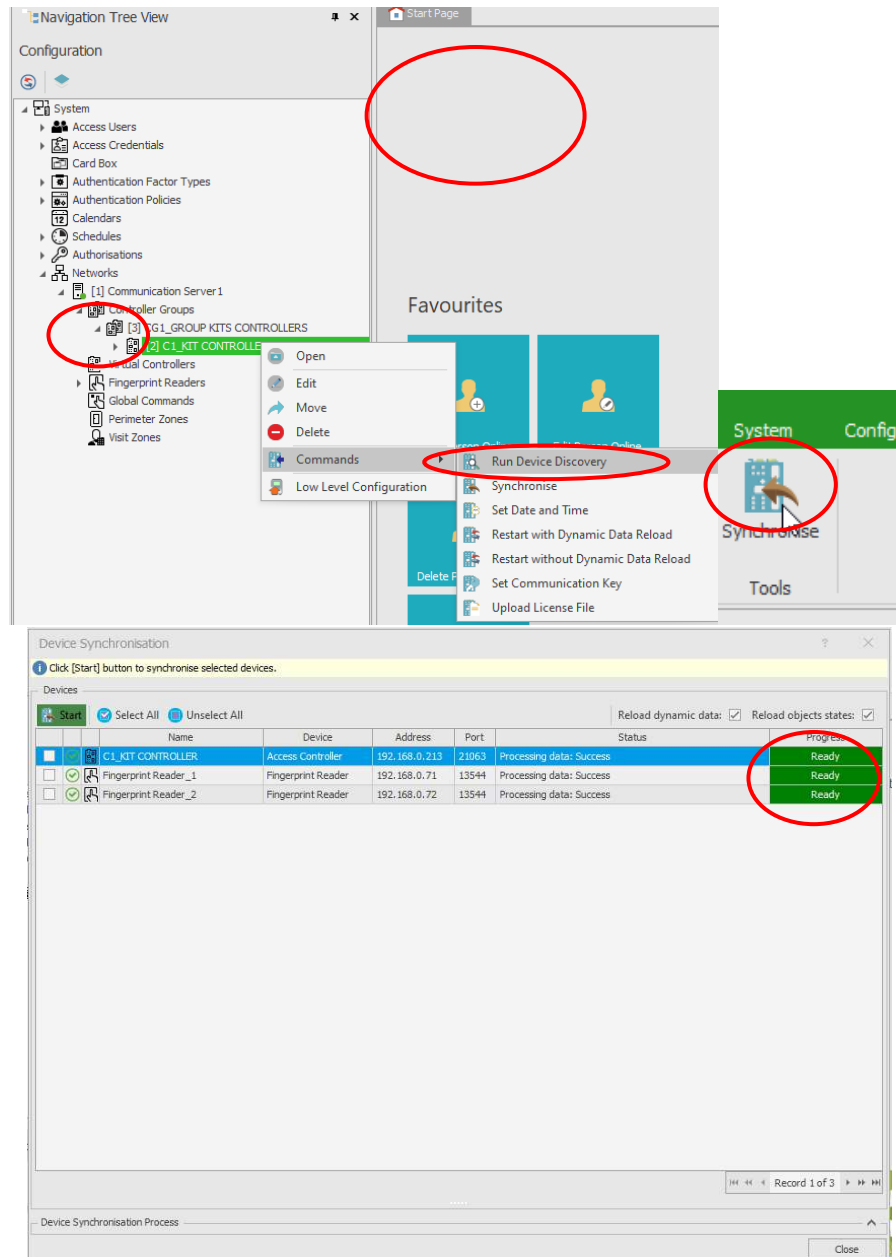 Navigation Tree View
Start Page
Configuration
System
Access Users
Access Credentials
Card Box
Authentication Factor Types
Authentication Policies
Calendars
Schedules
Authorisations
Networks
[1] Communication Server1
Controller Groups
[3] CG1_GROUP KITS CONTROLLERS
[2] C1_KIT CONTROLLE
Virtual Controllers
Fingerprint Readers
Global Commands
Perimeter Zones
Visit Zones
Favourites
Open
Edit
Move
Delete
Commands
Low Level Configuration
Run Device Discovery
Synchronise
Set Date and Time
Restart with Dynamic Data Reload
Restart without Dynamic Data Reload
Set Communication Key
Upload License File
Delete
System Config
Synchronise
Tools
Device Synchronisation
Click [Start] button to synchronise selected devices.
Devices
Start Select All Unselect All Reload dynamic data: Reload objects states:
Name Device Address Port Status Progress
C1_KIT CONTROLLER Access Controller 192.168.0.213 21063 Processing data: Success Ready
Fingerprint Reader_1 Fingerprint Reader 192.168.0.71 13544 Processing data: Success Ready
Fingerprint Reader_2 Fingerprint Reader 192.168.0.72 13544 Processing data: Success Ready
Record 1 of 3
Device Synchronisation Process
Close